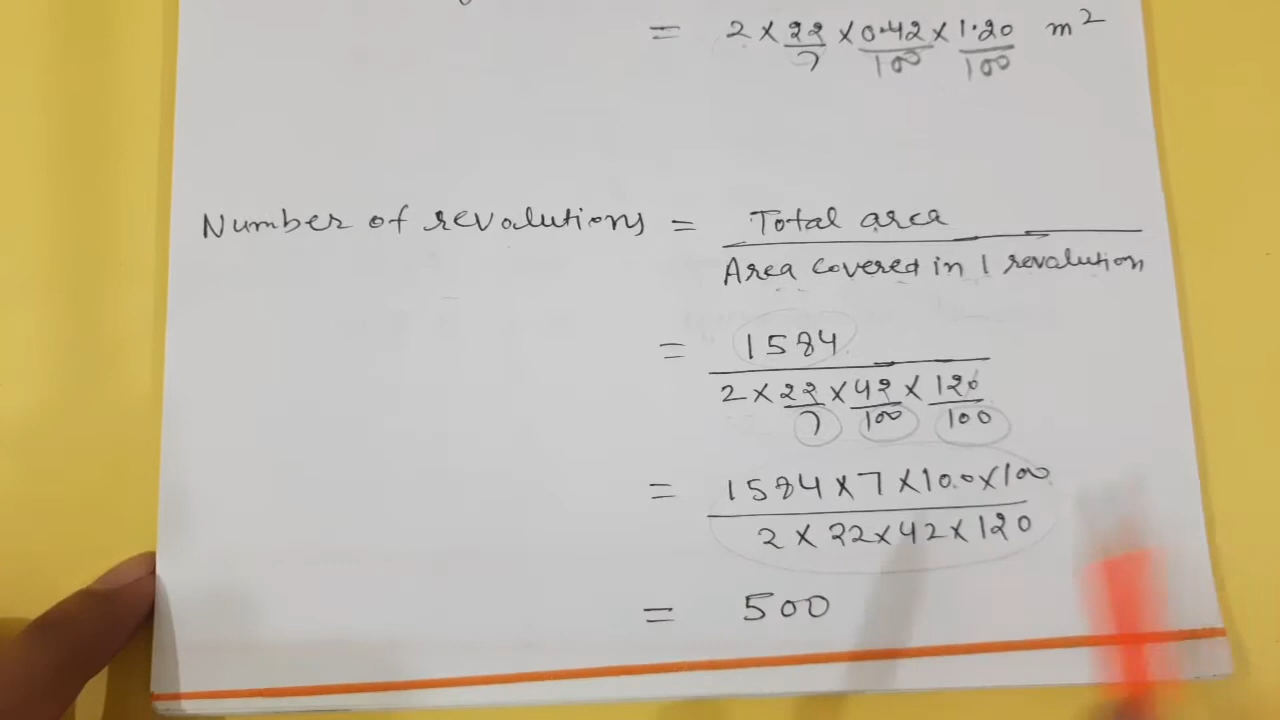 = 2 × 22/7 × 0.42/100 × 1.20/100 m²
Number of revolutions = Total area
Area covered in 1 revalution
= 1584
2 × 22/7 × 42/100 × 120/100
= 1584 × 7 × 100 × 100
2 × 22 × 42 × 120
= 500